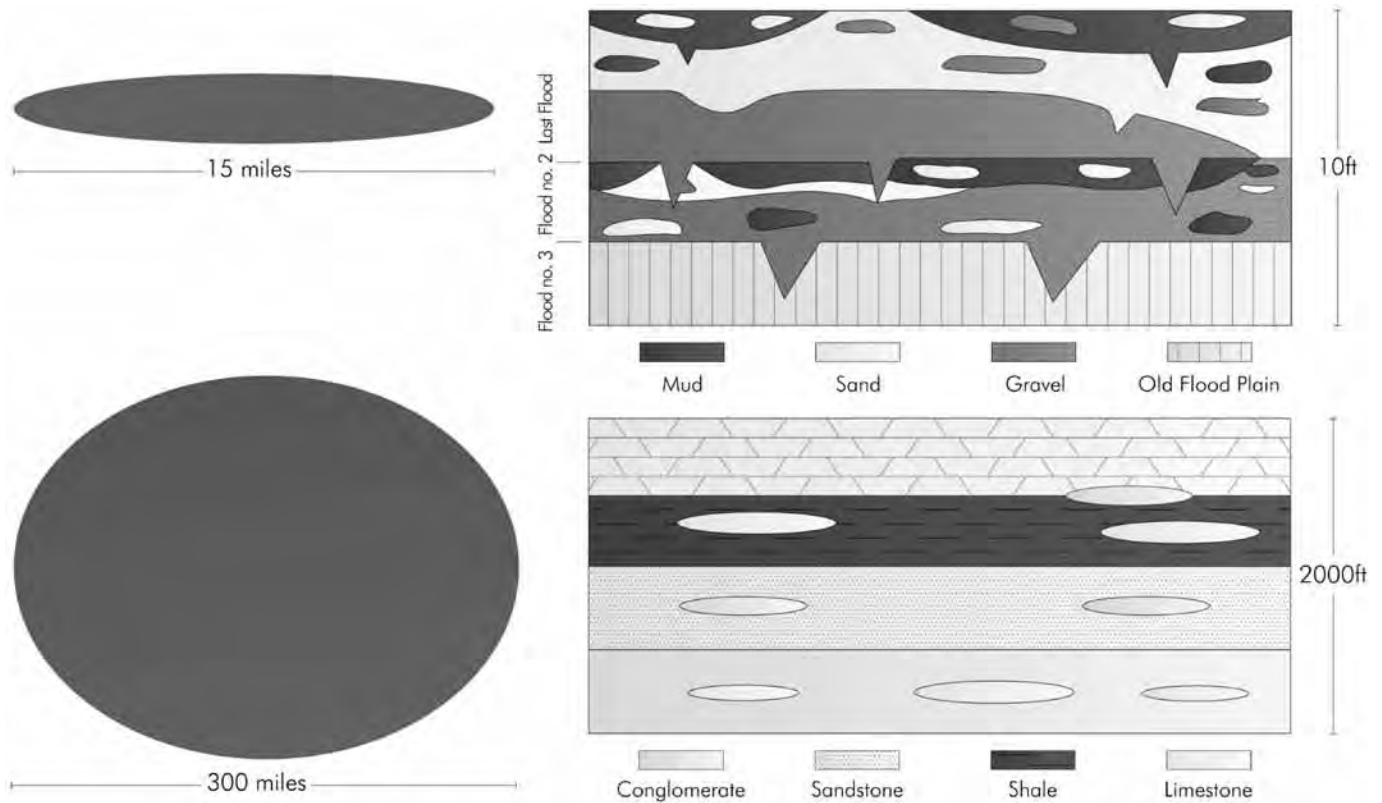 15 miles
Last Flood
Flood no. 2
Flood no. 3
10ft
Mud
Sand
Gravel
Old Flood Plain
300 miles
2000ft
Conglomerate
Sandstone
Shale
Limestone